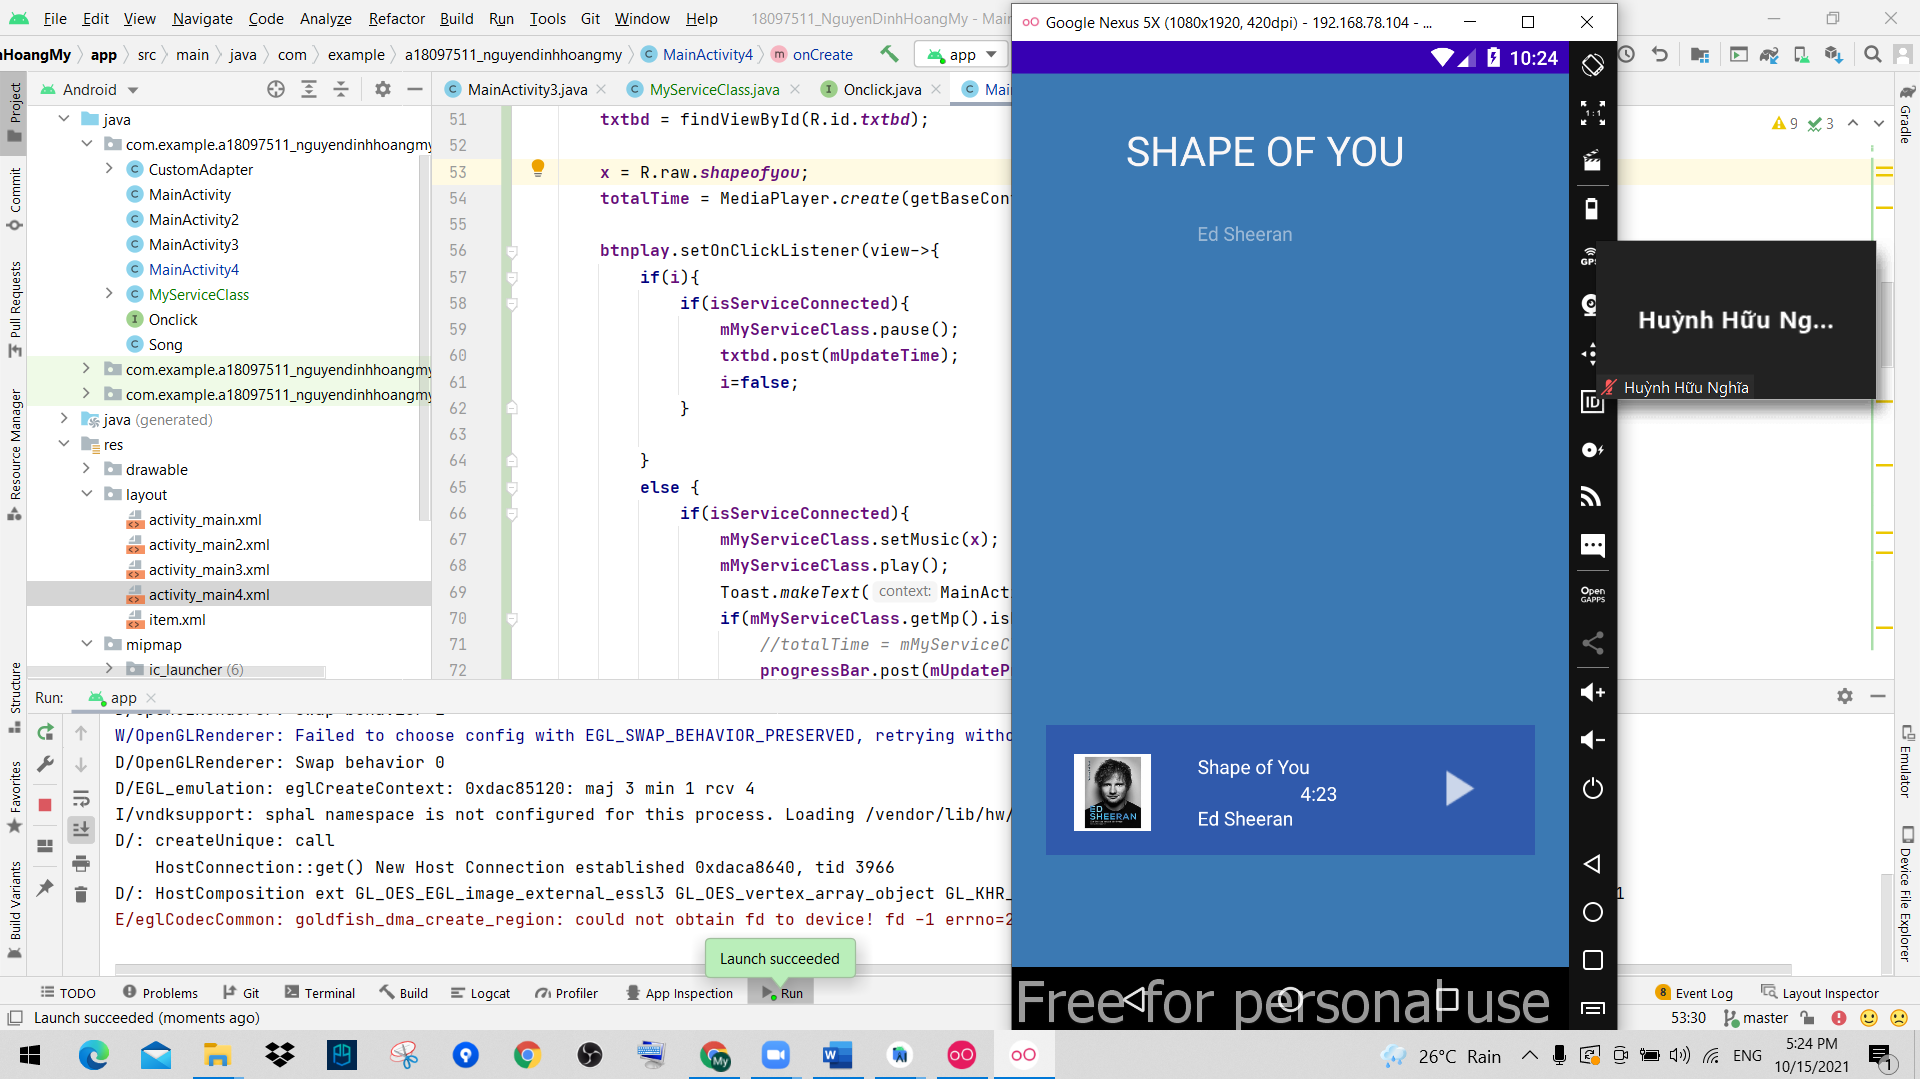 File Edit View Navigate Code Analyze Refactor Build Run Tools Git Window Help 18097511_NguyenDinhHoangMy - Main
nHoangMy app src main java com example a18097511_nguyendinhhoangmy MainActivity4 onCreate app
Android
MainActivity3.java MyServiceClass.java Onclick.java Mai
Project
Commit
Pull Requests
Resource Manager
Structure
Favorites
Build Variants
java
com.example.a18097511_nguyendinhhoangmy
CustomAdapter
MainActivity
MainActivity2
MainActivity3
MainActivity4
MyServiceClass
Onclick
Song
com.example.a18097511_nguyendinhhoangmy
com.example.a18097511_nguyendinhhoangmy
java (generated)
res
drawable
layout
activity_main.xml
activity_main2.xml
activity_main3.xml
activity_main4.xml
item.xml
mipmap
ic_launcher (6)
51 txtbd = findViewById(R.id.txtbd);
52
53 x = R.raw.shapeofyou;
54 totalTime = MediaPlayer.create(getBaseCon
55
56 btnplay.setOnClickListener(view->{
57 if(i){
58 if(isServiceConnected){
59 mMyServiceClass.pause();
60 txtbd.post(mUpdateTime);
61 i=false;
62 }
63
64 }
65 else {
66 if(isServiceConnected){
67 mMyServiceClass.setMusic(x);
68 mMyServiceClass.play();
69 Toast.makeText( context: MainActi
70 if(mMyServiceClass.getMp().isP
71 //totalTime = mMyServiceC
72 progressBar.post(mUpdateP
9 3
Gradle
Emulator
Device File Explorer
Google Nexus 5X (1080x1920, 420dpi) - 192.168.78.104 - ...
10:24
SHAPE OF YOU
Ed Sheeran
ED
SHEERAN
Shape of You
4:23
Ed Sheeran
Free for personal use
1:1
GPS
ID
Open
GAPPS
Huỳnh Hữu Ng...
Huỳnh Hữu Nghĩa
Run: app
W/OpenGLRenderer: Failed to choose config with EGL_SWAP_BEHAVIOR_PRESERVED, retrying witho
D/OpenGLRenderer: Swap behavior 0
D/EGL_emulation: eglCreateContext: 0xdac85120: maj 3 min 1 rcv 4
I/vndksupport: sphal namespace is not configured for this process. Loading /vendor/lib/hw/
D/: createUnique: call
HostConnection::get() New Host Connection established 0xdaca8640, tid 3966
D/: HostComposition ext GL_OES_EGL_image_external_essl3 GL_OES_vertex_array_object GL_KHR_
E/eglCodecCommon: goldfish_dma_create_region: could not obtain fd to device! fd -1 errno=2
Launch succeeded
TODO Problems Git Terminal Build Logcat Profiler App Inspection Run 8 Event Log Layout Inspector
Launch succeeded (moments ago) 53:30 master
26°C Rain ENG
5:24 PM
10/15/2021
1